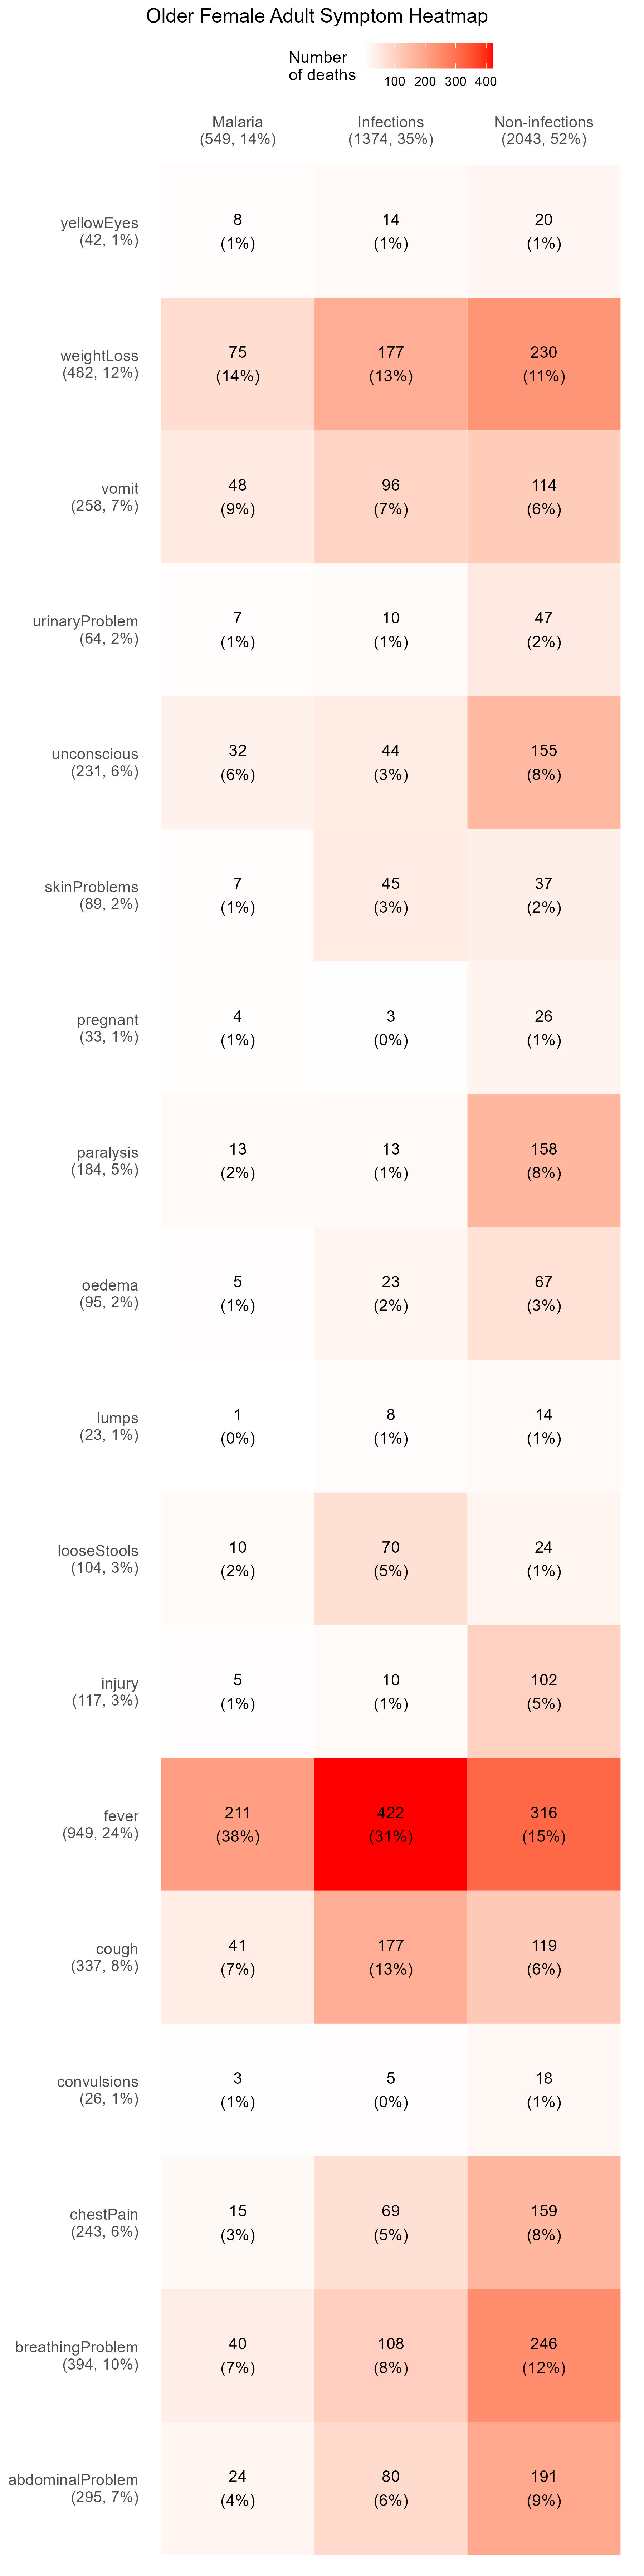 Older Female Adult Symptom Heatmap
Number
of deaths
100 200 300 400
Malaria Infections Non-infections
(549, 14%) (1374, 35%) (2043, 52%)
yellowEyes 8 14 20
(42, 1%) (1%) (1%) (1%)
weightLoss 75 177 230
(482, 12%) (14%) (13%) (11%)
vomit 48 96 114
(258, 7%) (9%) (7%) (6%)
urinaryProblem 7 10 47
(64, 2%) (1%) (1%) (2%)
unconscious 32 44 155
(231, 6%) (6%) (3%) (8%)
skinProblems 7 45 37
(89, 2%) (1%) (3%) (2%)
pregnant 4 3 26
(33, 1%) (1%) (0%) (1%)
paralysis 13 13 158
(184, 5%) (2%) (1%) (8%)
oedema 5 23 67
(95, 2%) (1%) (2%) (3%)
lumps 1 8 14
(23, 1%) (0%) (1%) (1%)
looseStools 10 70 24
(104, 3%) (2%) (5%) (1%)
injury 5 10 102
(117, 3%) (1%) (1%) (5%)
fever 211 422 316
(949, 24%) (38%) (31%) (15%)
cough 41 177 119
(337, 8%) (7%) (13%) (6%)
convulsions 3 5 18
(26, 1%) (1%) (0%) (1%)
chestPain 15 69 159
(243, 6%) (3%) (5%) (8%)
breathingProblem 40 108 246
(394, 10%) (7%) (8%) (12%)
abdominalProblem 24 80 191
(295, 7%) (4%) (6%) (9%)